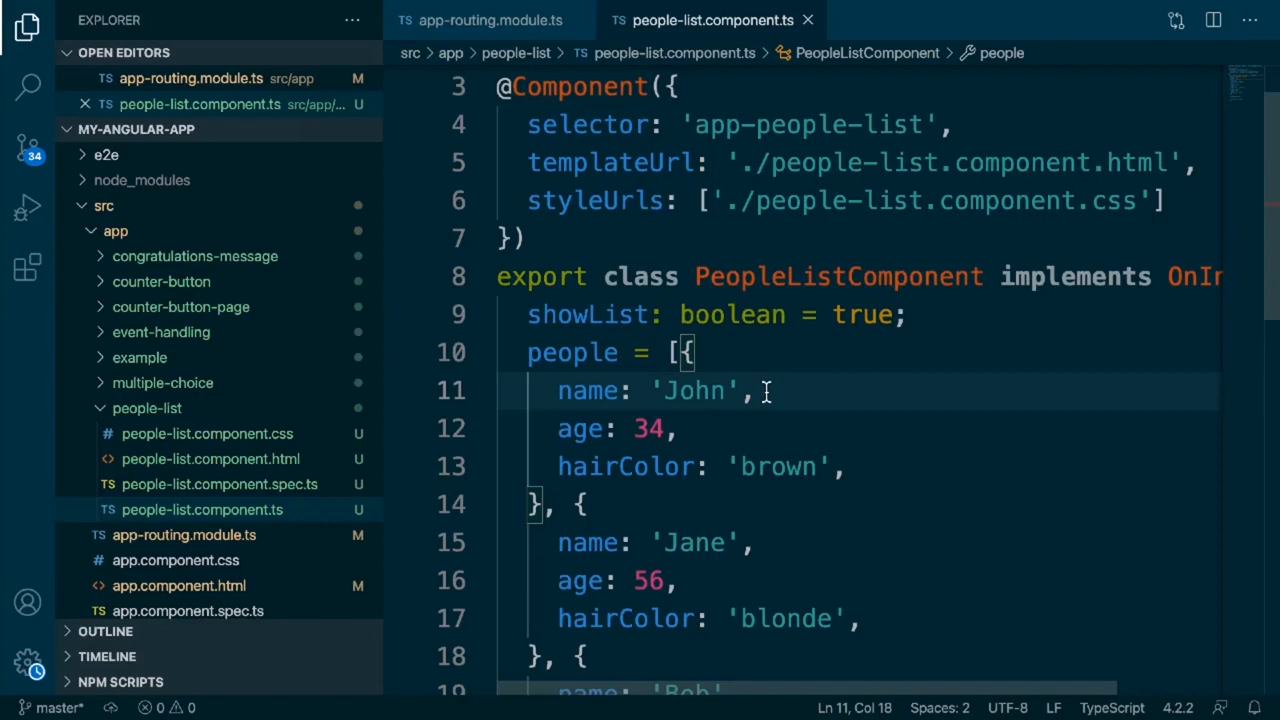 EXPLORER
app-routing.module.ts
people-list.component.ts
OPEN EDITORS
app-routing.module.ts src/app M
people-list.component.ts src/app/... U
src > app > people-list > people-list.component.ts > PeopleListComponent > people
MY-ANGULAR-APP
e2e
node_modules
src
app
congratulations-message
counter-button
counter-button-page
event-handling
example
multiple-choice
people-list
people-list.component.css U
people-list.component.html U
people-list.component.spec.ts U
people-list.component.ts U
app-routing.module.ts M
app.component.css
app.component.html M
app.component.spec.ts
OUTLINE
TIMELINE
NPM SCRIPTS
34
3 @Component({
4 selector: 'app-people-list',
5 templateUrl: './people-list.component.html',
6 styleUrls: ['./people-list.component.css']
7 })
8 export class PeopleListComponent implements OnIn
9 showList: boolean = true;
10 people = [{
11 name: 'John',
12 age: 34,
13 hairColor: 'brown',
14 }, {
15 name: 'Jane',
16 age: 56,
17 hairColor: 'blonde',
18 }, {
19 name: 'Bob'
master* 0 0 Ln 11, Col 18 Spaces: 2 UTF-8 LF TypeScript 4.2.2